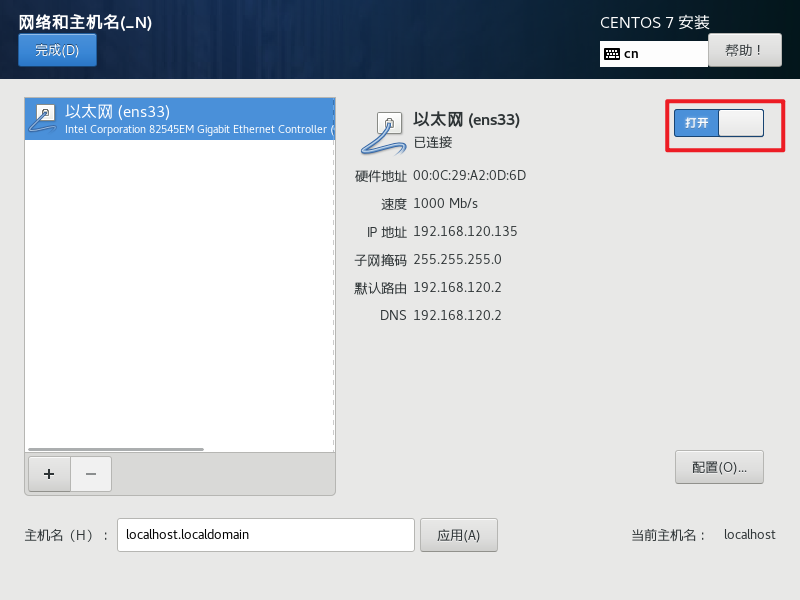 网络和主机名(_N)
CENTOS 7 安装
完成(D)
cn
帮助！
以太网 (ens33)
Intel Corporation 82545EM Gigabit Ethernet Controller (
以太网 (ens33)
已连接
打开
硬件地址 00:0C:29:A2:0D:6D
速度 1000 Mb/s
IP 地址 192.168.120.135
子网掩码 255.255.255.0
默认路由 192.168.120.2
DNS 192.168.120.2
+ −
配置(O)...
主机名（H）： localhost.localdomain 应用(A) 当前主机名： localhost